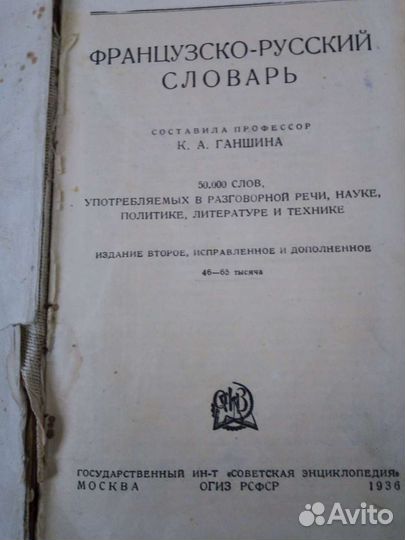 ФРАНЦУЗСКО-РУССКИЙ
СЛОВАРЬ
СОСТАВИЛА ПРОФЕССОР
К. А. ГАНШИНА
50.000 СЛОВ,
УПОТРЕБЛЯЕМЫХ В РАЗГОВОРНОЙ РЕЧИ, НАУКЕ,
ПОЛИТИКЕ, ЛИТЕРАТУРЕ И ТЕХНИКЕ
ИЗДАНИЕ ВТОРОЕ, ИСПРАВЛЕННОЕ И ДОПОЛНЕННОЕ
46—65 тысяча
ГОСУДАРСТВЕННЫЙ ИН-Т «СОВЕТСКАЯ ЭНЦИКЛОПЕДИЯ»
МОСКВА ОГИЗ РСФСР 1936
Avito